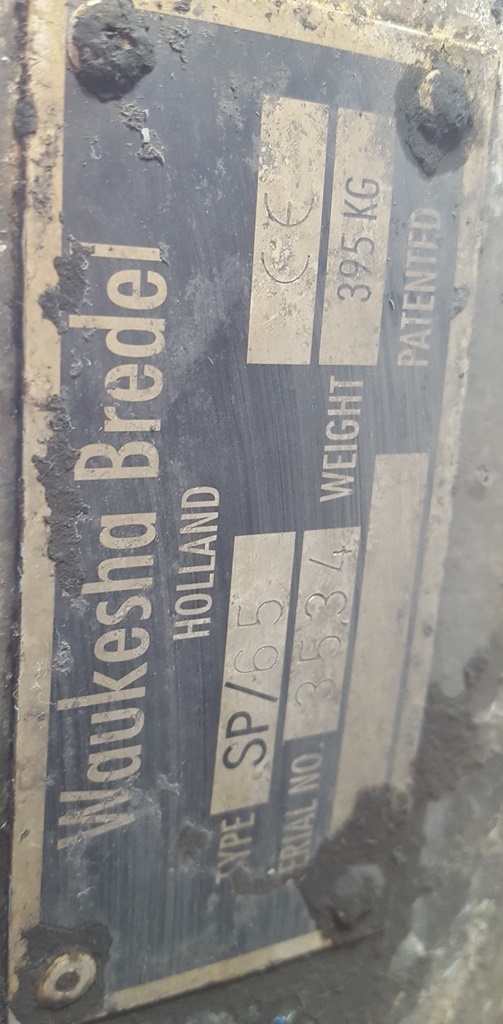 Waukesha Bredel
HOLLAND
TYPE SP/65 CE
SERIAL NO. 3534 WEIGHT 395 KG
PATENTED